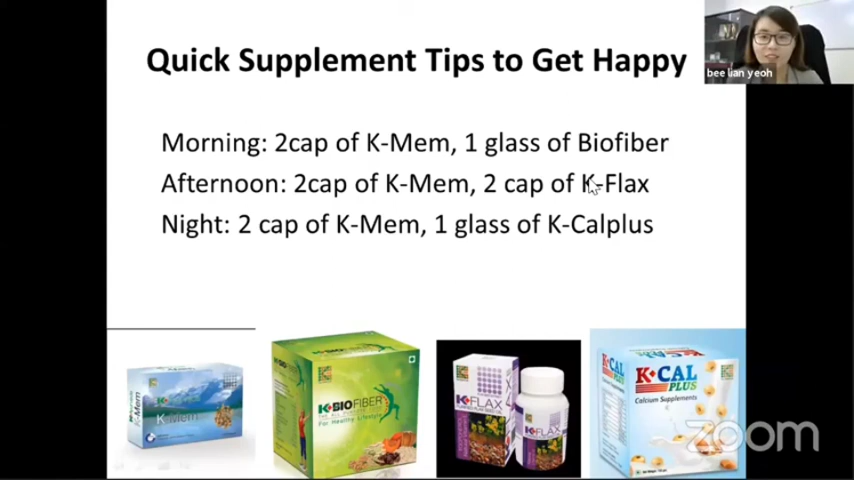 Quick Supplement Tips to Get Happy
bee lian yeoh
Morning: 2cap of K-Mem, 1 glass of Biofiber
Afternoon: 2cap of K-Mem, 2 cap of K-Flax
Night: 2 cap of K-Mem, 1 glass of K-Calplus
K-Mem
K-BIOFIBER
For Healthy Lifestyle
K-FLAX
K-FLAX
K-CAL
PLUS
Calcium Supplements
zoom